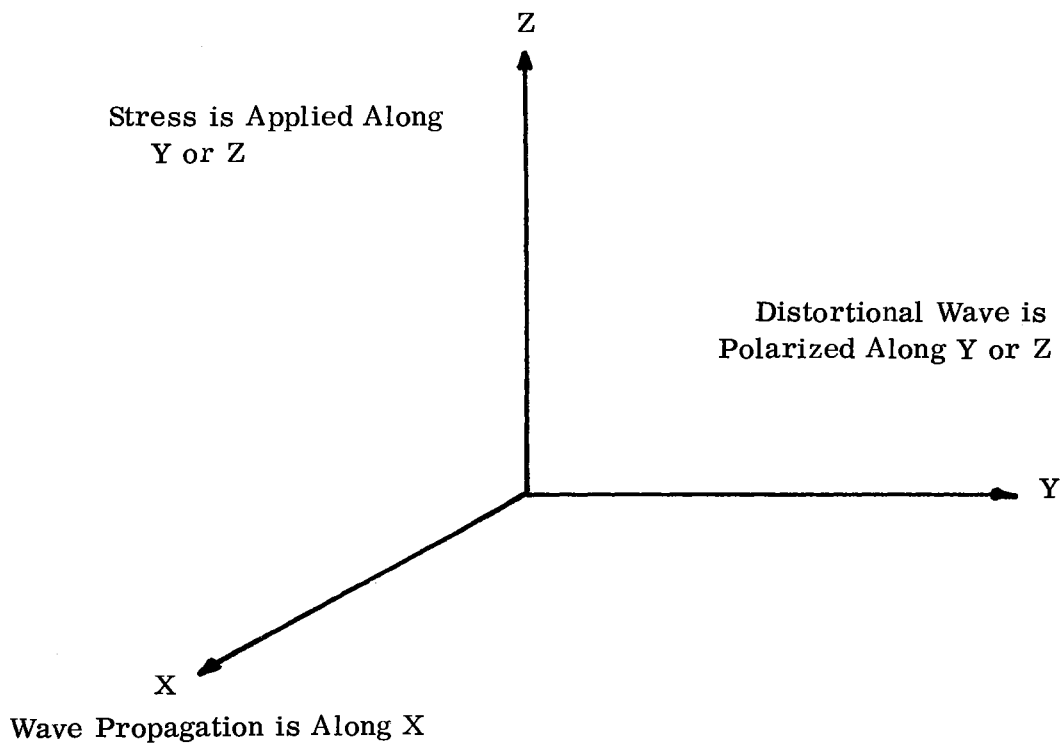 Z
Stress is Applied Along
Y or Z
Distortional Wave is
Polarized Along Y or Z
Y
X
Wave Propagation is Along X